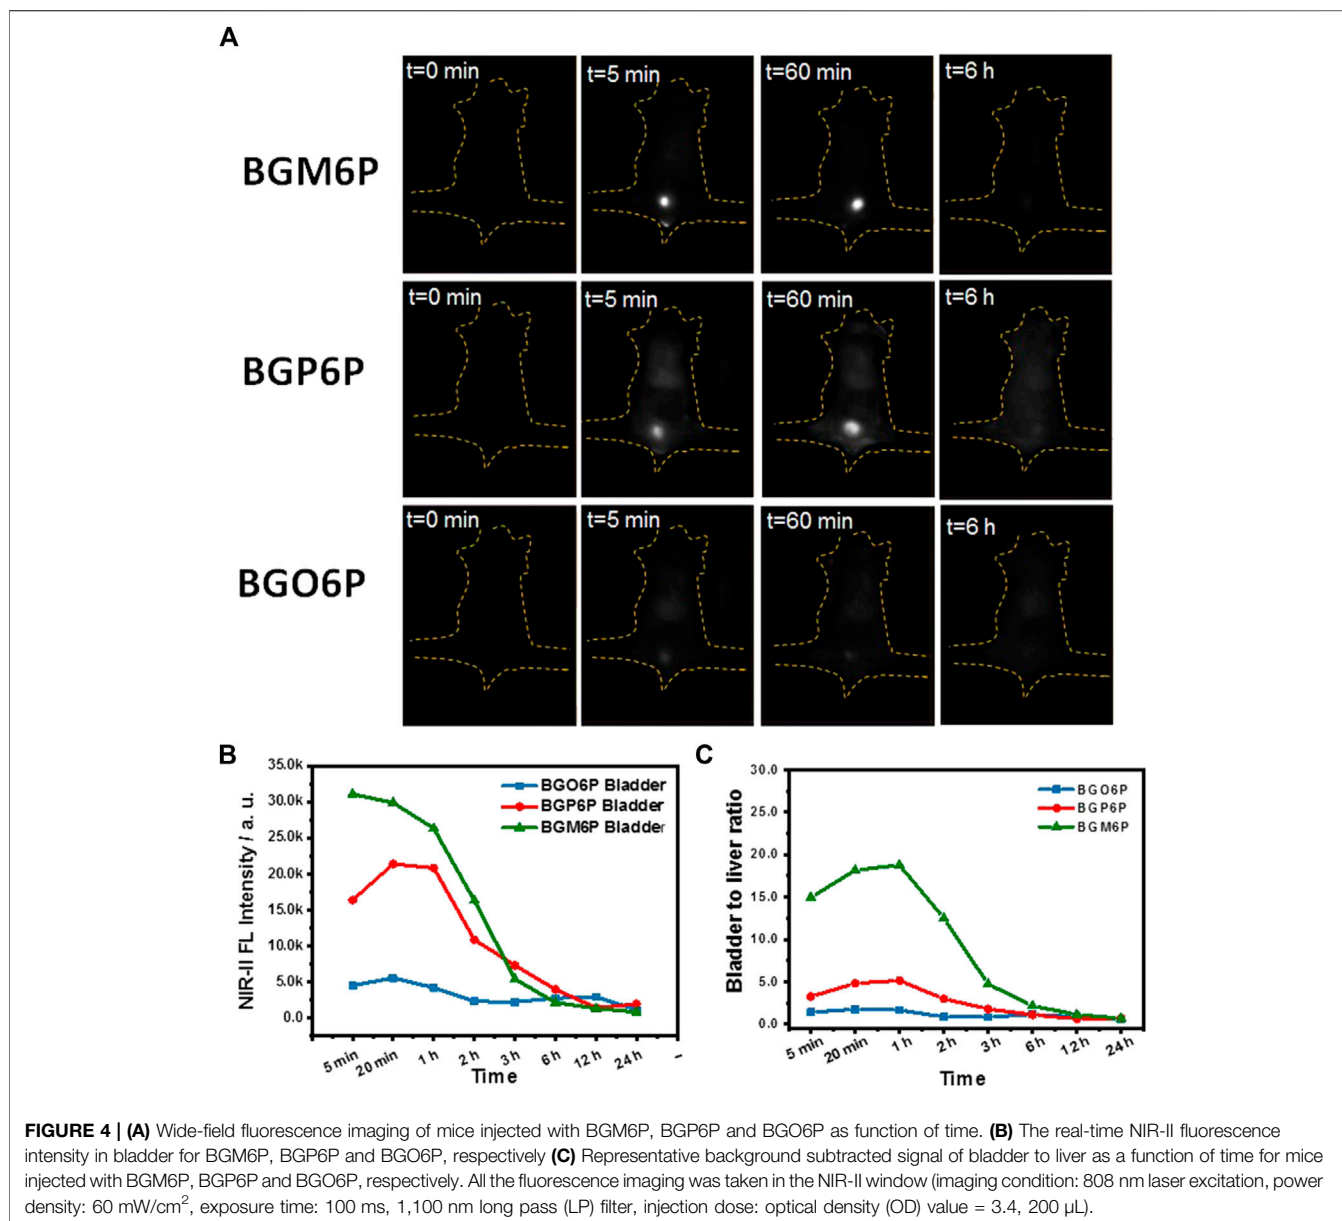 A
t=0 min
t=5 min
t=60 min
t=6 h
BGM6P
t=0 min
t=5 min
t=60 min
t=6 h
BGP6P
t=0 min
t=5 min
t=60 min
t=6 h
BGO6P
B
35.0k
30.0k
25.0k
20.0k
15.0k
10.0k
5.0k
0.0
NIR-II FL Intensity / a. u.
BGO6P Bladder
BGP6P Bladder
BGM6P Bladder
5 min
20 min
1 h
2 h
3 h
6 h
12 h
24 h
--
Time
C
30.0
25.0
20.0
15.0
10.0
5.0
0.0
Bladder to liver ratio
BGO6P
BGP6P
BGM6P
5 min
20 min
1 h
2 h
3 h
6 h
12 h
24 h
Time
FIGURE 4 | (A) Wide-field fluorescence imaging of mice injected with BGM6P, BGP6P and BGO6P as function of time. (B) The real-time NIR-II fluorescence
intensity in bladder for BGM6P, BGP6P and BGO6P, respectively (C) Representative background subtracted signal of bladder to liver as a function of time for mice
injected with BGM6P, BGP6P and BGO6P, respectively. All the fluorescence imaging was taken in the NIR-II window (imaging condition: 808 nm laser excitation, power
density: 60 mW/cm², exposure time: 100 ms, 1,100 nm long pass (LP) filter, injection dose: optical density (OD) value = 3.4, 200 μL).